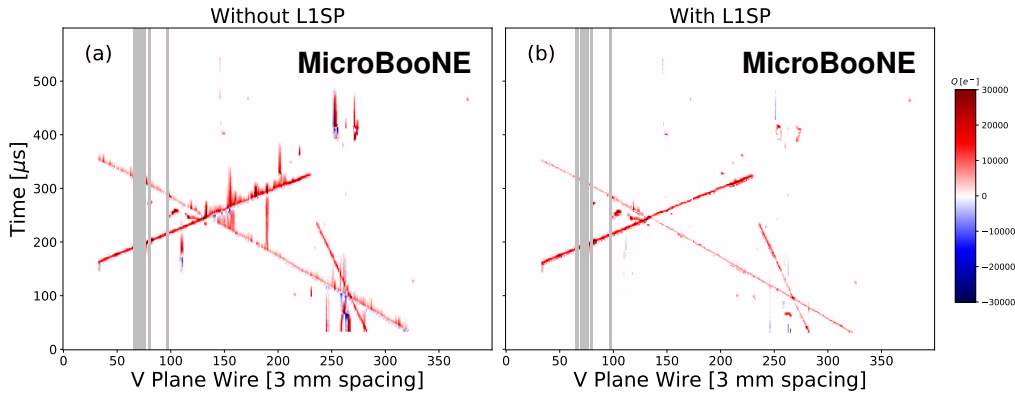 Without L1SP
With L1SP
(a)
MicroBooNE
(b)
MicroBooNE
Q [e⁻]
Time [μs]
500
400
300
200
100
0
30000
20000
10000
0
−10000
−20000
−30000
0 50 100 150 200 250 300 350
0 50 100 150 200 250 300 350
V Plane Wire [3 mm spacing]
V Plane Wire [3 mm spacing]